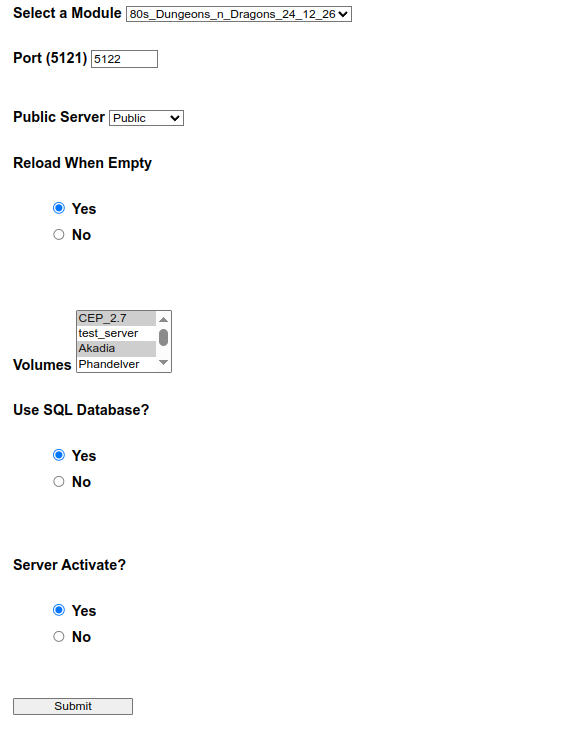 Select a Module 80s_Dungeons_n_Dragons_24_12_26
Port (5121) 5122
Public Server Public
Reload When Empty
Yes
No
CEP_2.7
test_server
Akadia
Volumes Phandelver
Use SQL Database?
Yes
No
Server Activate?
Yes
No
Submit